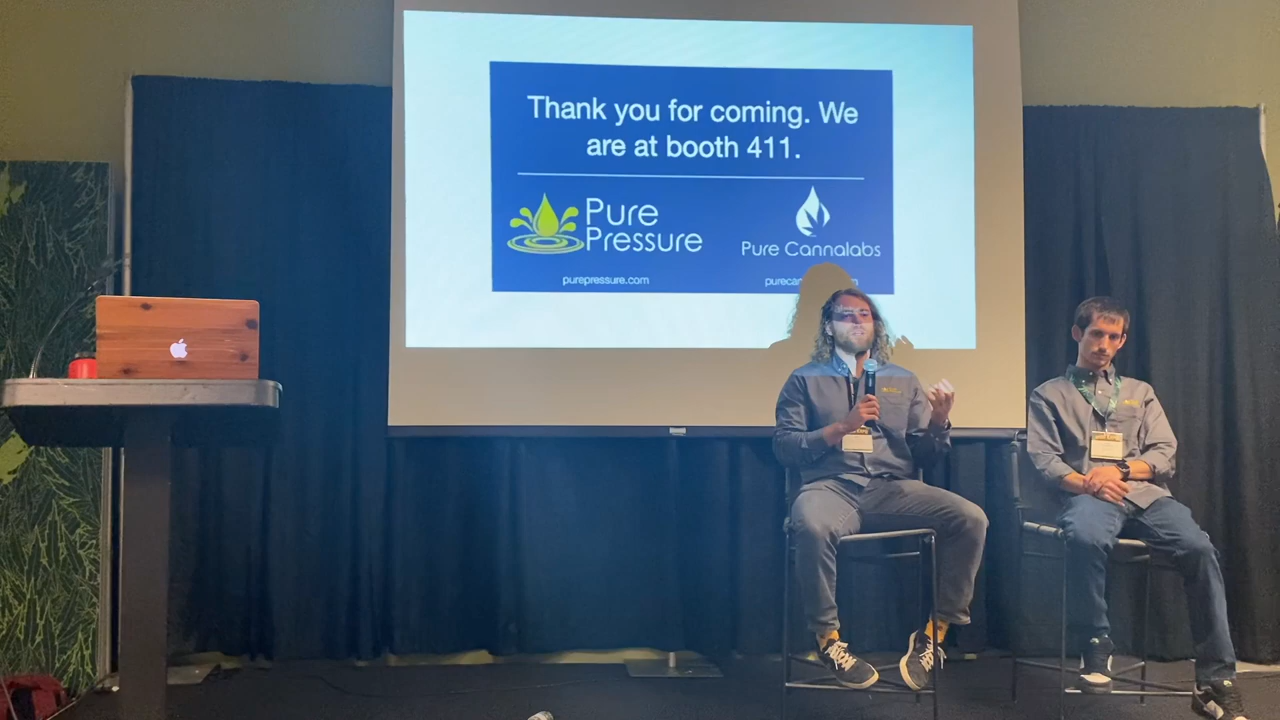 Thank you for coming. We
are at booth 411.
Pure
Pressure
Pure Cannalabs
purepressure.com